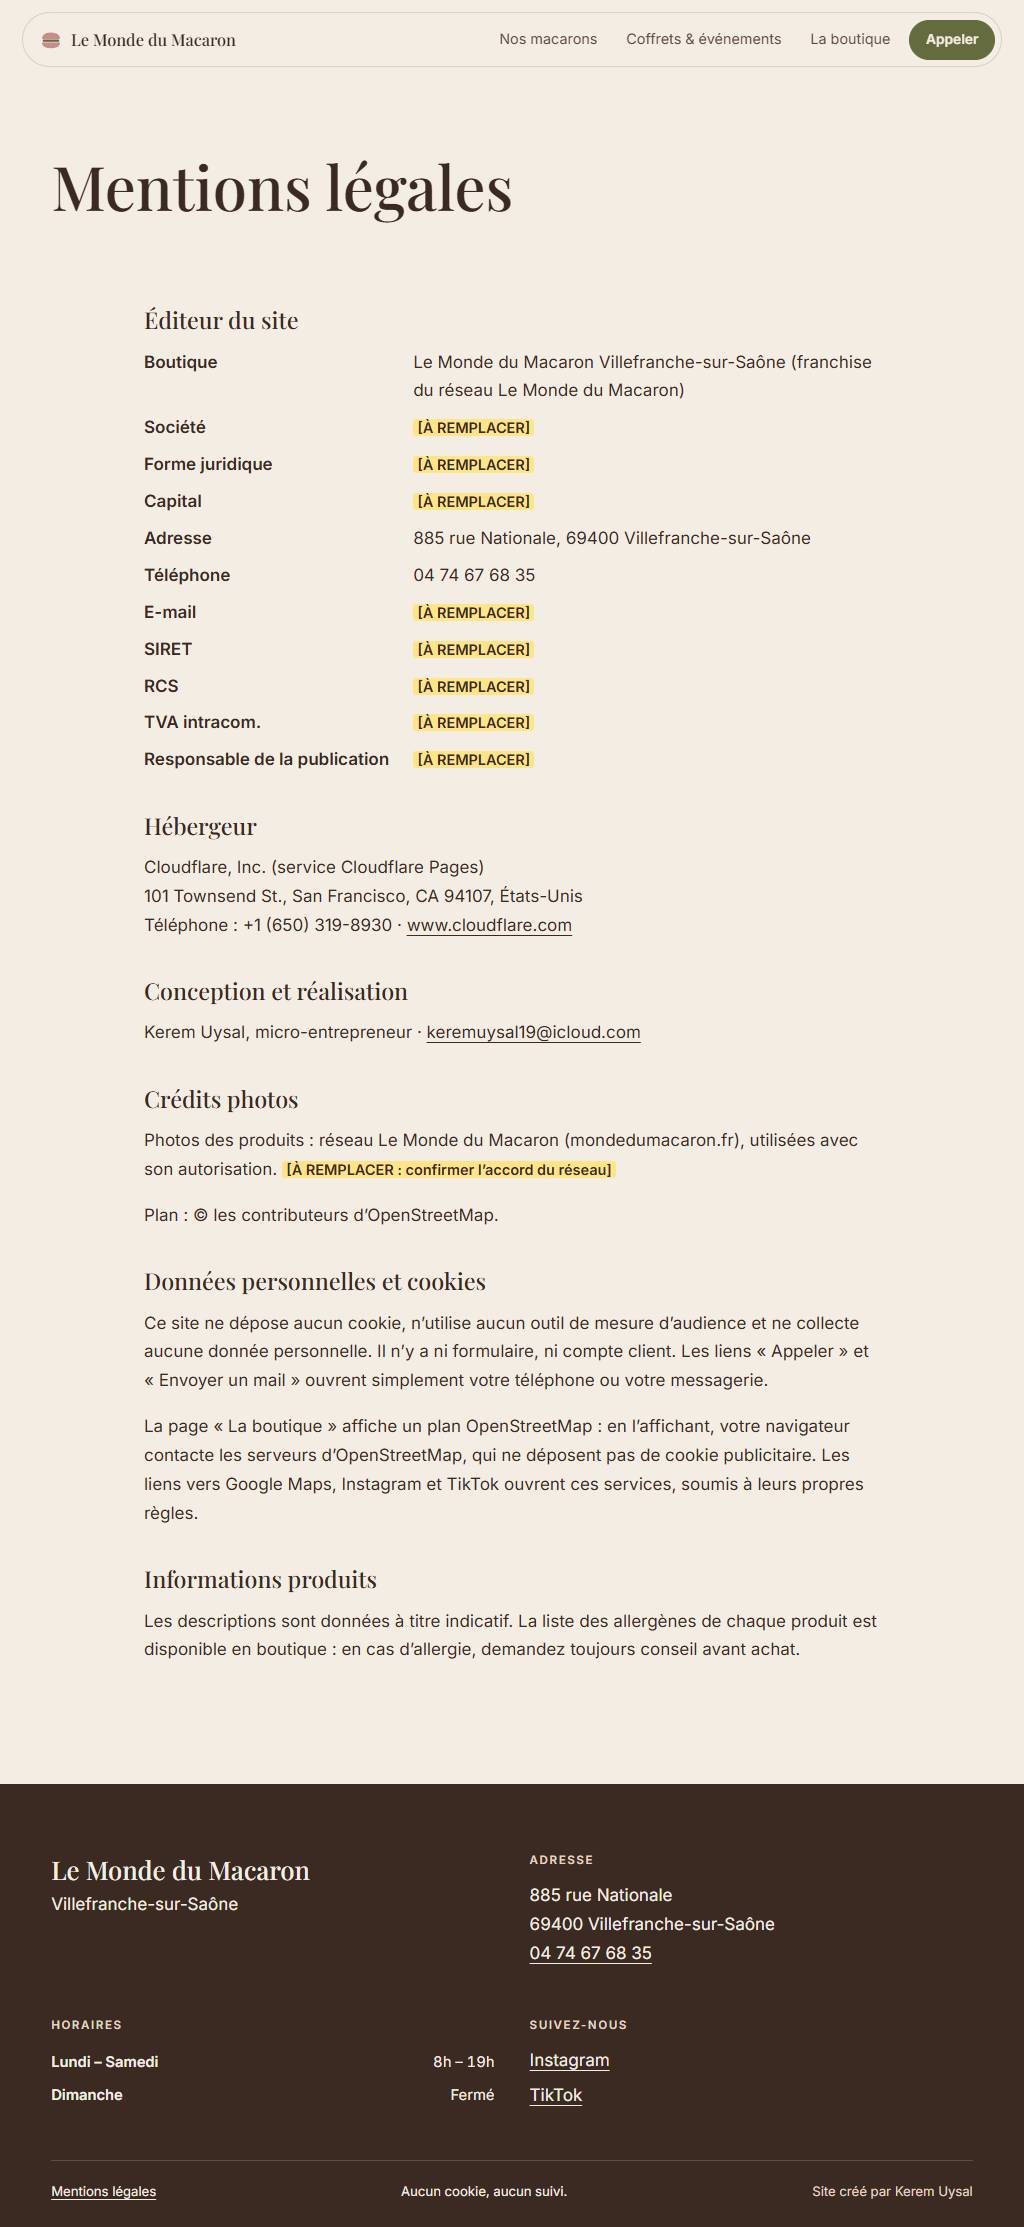 Le Monde du Macaron
Nos macarons
Coffrets & événements
La boutique
Appeler
Mentions légales
Éditeur du site
Boutique
Le Monde du Macaron Villefranche-sur-Saône (franchise
du réseau Le Monde du Macaron)
Société
[À REMPLACER]
Forme juridique
[À REMPLACER]
Capital
[À REMPLACER]
Adresse
885 rue Nationale, 69400 Villefranche-sur-Saône
Téléphone
04 74 67 68 35
E-mail
[À REMPLACER]
SIRET
[À REMPLACER]
RCS
[À REMPLACER]
TVA intracom.
[À REMPLACER]
Responsable de la publication
[À REMPLACER]
Hébergeur
Cloudflare, Inc. (service Cloudflare Pages)
101 Townsend St., San Francisco, CA 94107, États-Unis
Téléphone : +1 (650) 319-8930 · www.cloudflare.com
Conception et réalisation
Kerem Uysal, micro-entrepreneur · keremuysal19@icloud.com
Crédits photos
Photos des produits : réseau Le Monde du Macaron (mondedumacaron.fr), utilisées avec
son autorisation. [À REMPLACER : confirmer l’accord du réseau]
Plan : © les contributeurs d’OpenStreetMap.
Données personnelles et cookies
Ce site ne dépose aucun cookie, n’utilise aucun outil de mesure d’audience et ne collecte
aucune donnée personnelle. Il n’y a ni formulaire, ni compte client. Les liens « Appeler » et
« Envoyer un mail » ouvrent simplement votre téléphone ou votre messagerie.
La page « La boutique » affiche un plan OpenStreetMap : en l’affichant, votre navigateur
contacte les serveurs d’OpenStreetMap, qui ne déposent pas de cookie publicitaire. Les
liens vers Google Maps, Instagram et TikTok ouvrent ces services, soumis à leurs propres
règles.
Informations produits
Les descriptions sont données à titre indicatif. La liste des allergènes de chaque produit est
disponible en boutique : en cas d’allergie, demandez toujours conseil avant achat.
Le Monde du Macaron
Villefranche-sur-Saône
ADRESSE
885 rue Nationale
69400 Villefranche-sur-Saône
04 74 67 68 35
HORAIRES
Lundi – Samedi
8h – 19h
Dimanche
Fermé
SUIVEZ-NOUS
Instagram
TikTok
Mentions légales
Aucun cookie, aucun suivi.
Site créé par Kerem Uysal